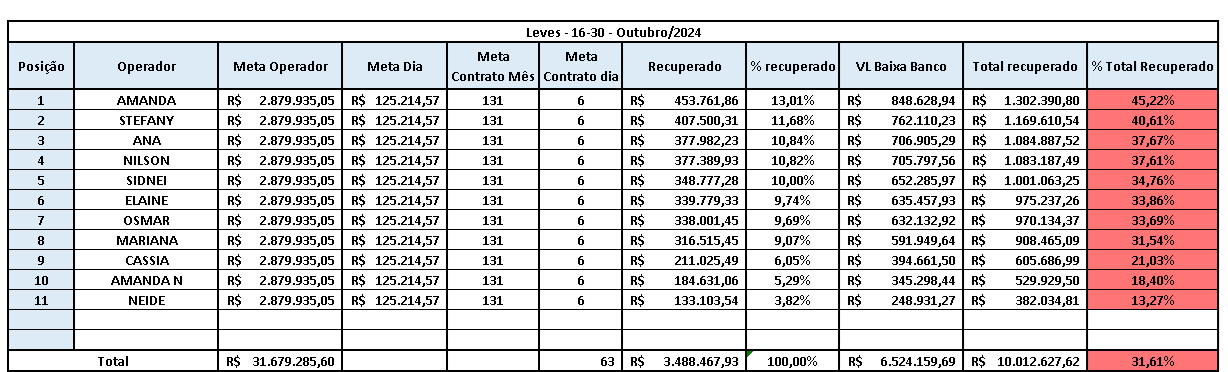 Leves - 16-30 - Outubro/2024
Posição Operador Meta Operador Meta Dia Meta Contrato Mês Meta Contrato dia Recuperado % recuperado VL Baixa Banco Total recuperado % Total Recuperado
1 AMANDA R$ 2.879.935,05 R$ 125.214,57 131 6 R$ 453.761,86 13,01% R$ 848.628,94 R$ 1.302.390,80 45,22%
2 STEFANY R$ 2.879.935,05 R$ 125.214,57 131 6 R$ 407.500,31 11,68% R$ 762.110,23 R$ 1.169.610,54 40,61%
3 ANA R$ 2.879.935,05 R$ 125.214,57 131 6 R$ 377.982,23 10,84% R$ 706.905,29 R$ 1.084.887,52 37,67%
4 NILSON R$ 2.879.935,05 R$ 125.214,57 131 6 R$ 377.389,93 10,82% R$ 705.797,56 R$ 1.083.187,49 37,61%
5 SIDNEI R$ 2.879.935,05 R$ 125.214,57 131 6 R$ 348.777,28 10,00% R$ 652.285,97 R$ 1.001.063,25 34,76%
6 ELAINE R$ 2.879.935,05 R$ 125.214,57 131 6 R$ 339.779,33 9,74% R$ 635.457,93 R$ 975.237,26 33,86%
7 OSMAR R$ 2.879.935,05 R$ 125.214,57 131 6 R$ 338.001,45 9,69% R$ 632.132,92 R$ 970.134,37 33,69%
8 MARIANA R$ 2.879.935,05 R$ 125.214,57 131 6 R$ 316.515,45 9,07% R$ 591.949,64 R$ 908.465,09 31,54%
9 CASSIA R$ 2.879.935,05 R$ 125.214,57 131 6 R$ 211.025,49 6,05% R$ 394.661,50 R$ 605.686,99 21,03%
10 AMANDA N R$ 2.879.935,05 R$ 125.214,57 131 6 R$ 184.631,06 5,29% R$ 345.298,44 R$ 529.929,50 18,40%
11 NEIDE R$ 2.879.935,05 R$ 125.214,57 131 6 R$ 133.103,54 3,82% R$ 248.931,27 R$ 382.034,81 13,27%
Total R$ 31.679.285,60 63 R$ 3.488.467,93 100,00% R$ 6.524.159,69 R$ 10.012.627,62 31,61%